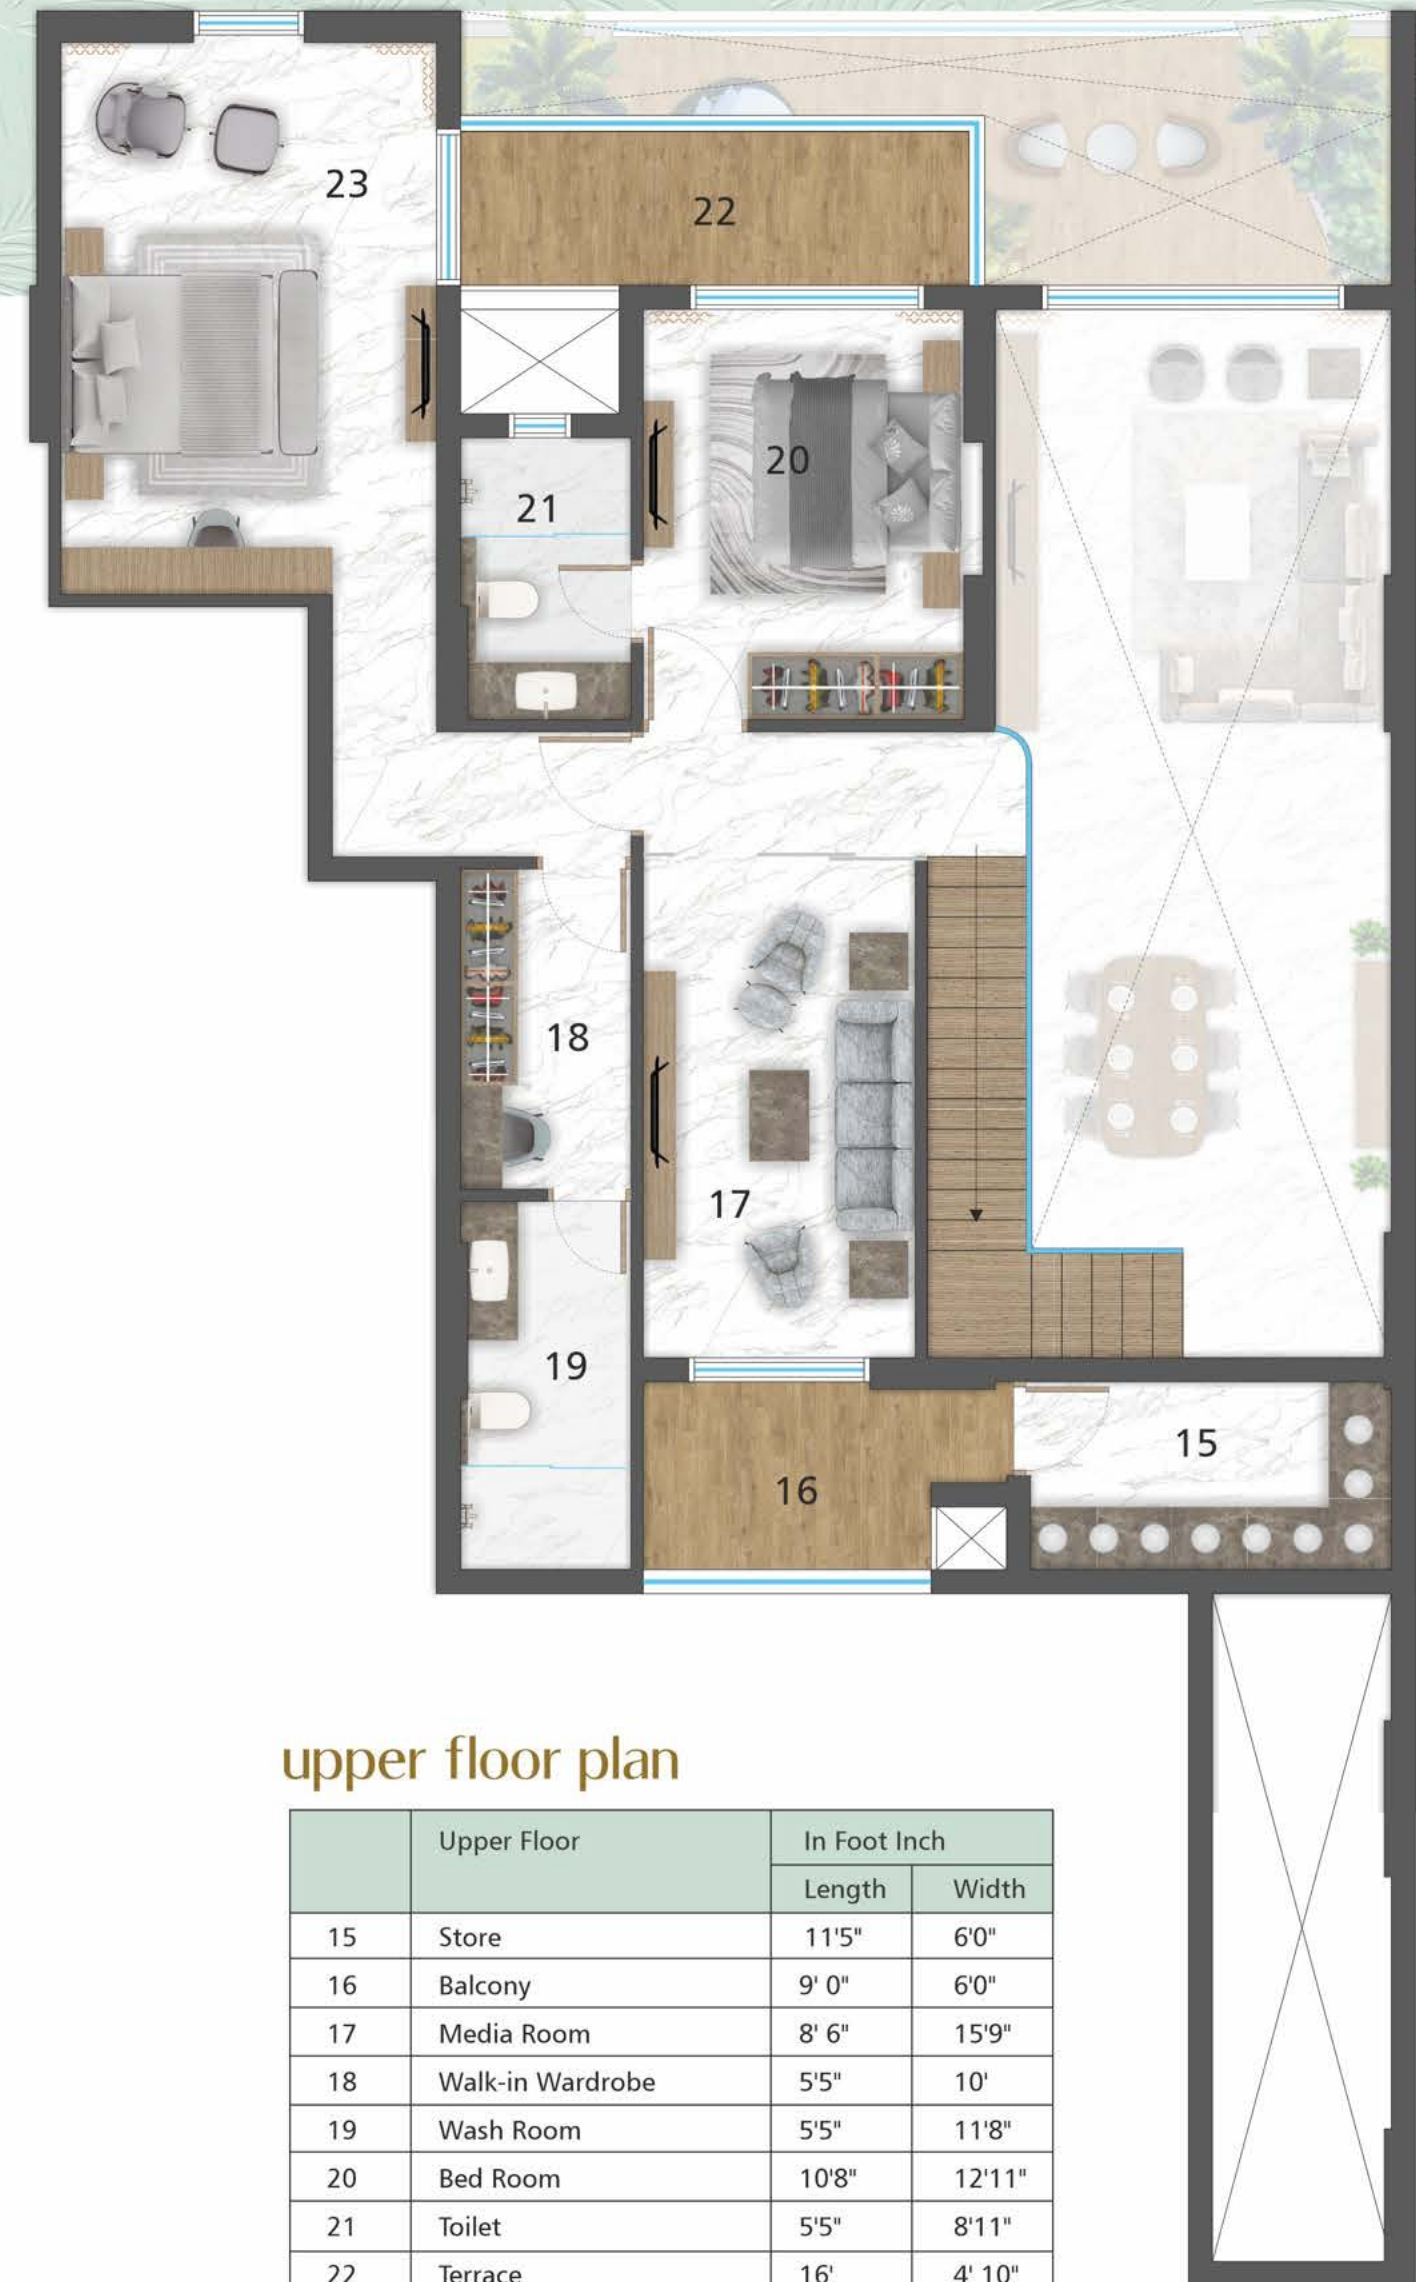 23
22
20
21
18
17
19
15
16
upper floor plan
Upper Floor In Foot Inch
Length Width
15 Store 11'5" 6'0"
16 Balcony 9' 0" 6'0"
17 Media Room 8' 6" 15'9"
18 Walk-in Wardrobe 5'5" 10'
19 Wash Room 5'5" 11'8"
20 Bed Room 10'8" 12'11"
21 Toilet 5'5" 8'11"
22 Terrace 16' 4' 10"